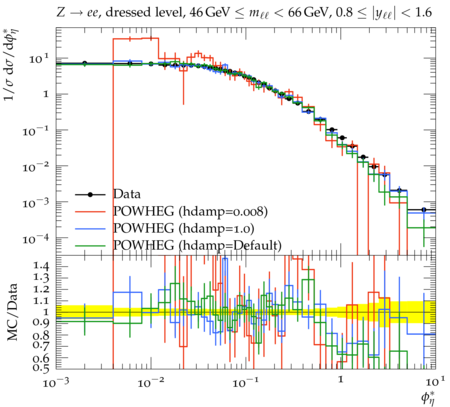 Z → ee, dressed level, 46 GeV ≤ mℓℓ < 66 GeV, 0.8 ≤ |yℓℓ| < 1.6
1/σ dσ/dφ*η
10¹
1
10⁻¹
10⁻²
10⁻³
10⁻⁴
Data
POWHEG (hdamp=0.008)
POWHEG (hdamp=1.0)
POWHEG (hdamp=Default)
MC/Data
1.4
1.3
1.2
1.1
1
0.9
0.8
0.7
0.6
0.5
10⁻³
10⁻²
10⁻¹
1
10¹
φ*η